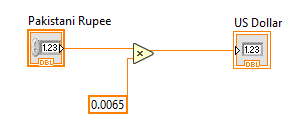 Pakistani Rupee
US Dollar
1.23
DBL
×
1.23
DBL
0.0065